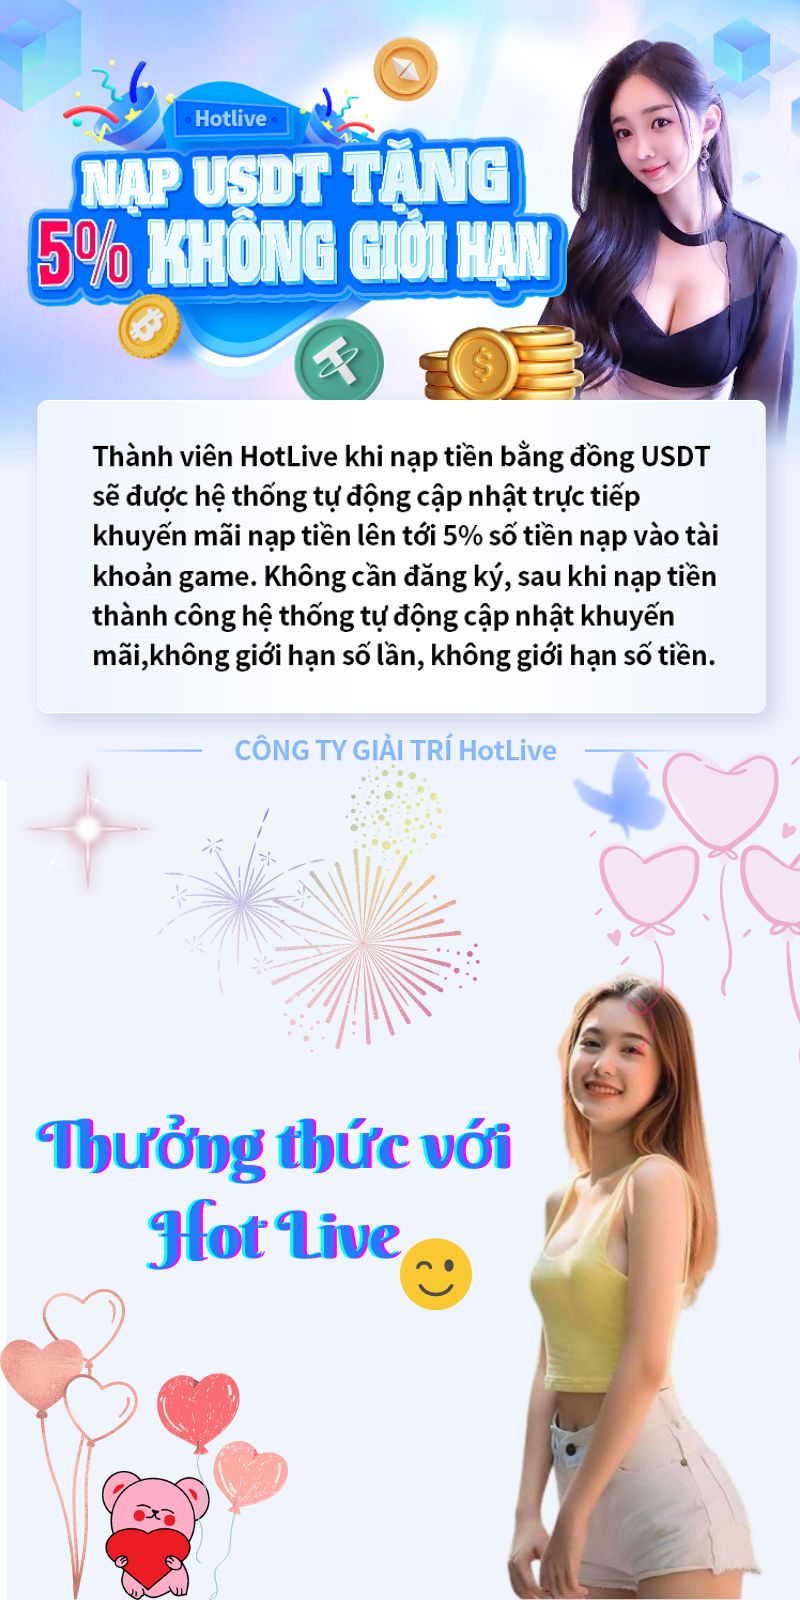 Hotlive
NẠP USDT TẶNG
5% KHÔNG GIỚI HẠN
Thành viên HotLive khi nạp tiền bằng đồng USDT
sẽ được hệ thống tự động cập nhật trực tiếp
khuyến mãi nạp tiền lên tới 5% số tiền nạp vào tài
khoản game. Không cần đăng ký, sau khi nạp tiền
thành công hệ thống tự động cập nhật khuyến
mãi,không giới hạn số lần, không giới hạn số tiền.
CÔNG TY GIẢI TRÍ HotLive
Thưởng thức với
Hot Live